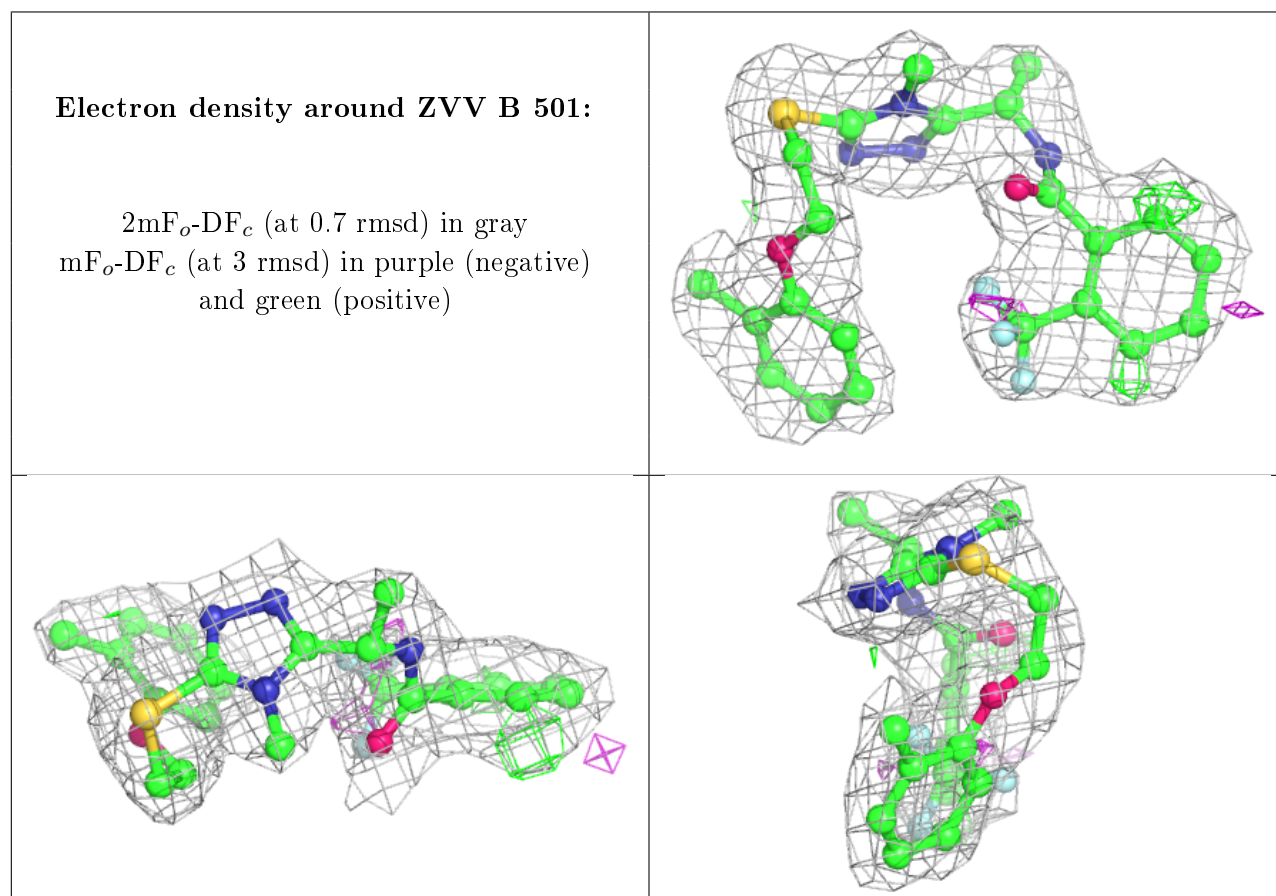 Electron density around ZVV B 501:
2mFo-DFc (at 0.7 rmsd) in gray
mFo-DFc (at 3 rmsd) in purple (negative)
and green (positive)